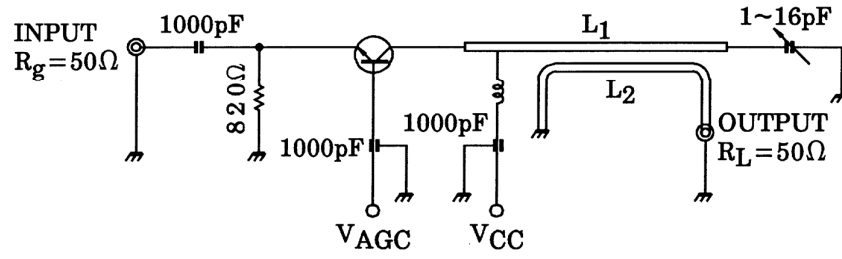 INPUT
Rg=50Ω
1000pF
820Ω
1000pF
VAGC
1000pF
VCC
L1
L2
1~16pF
OUTPUT
RL=50Ω